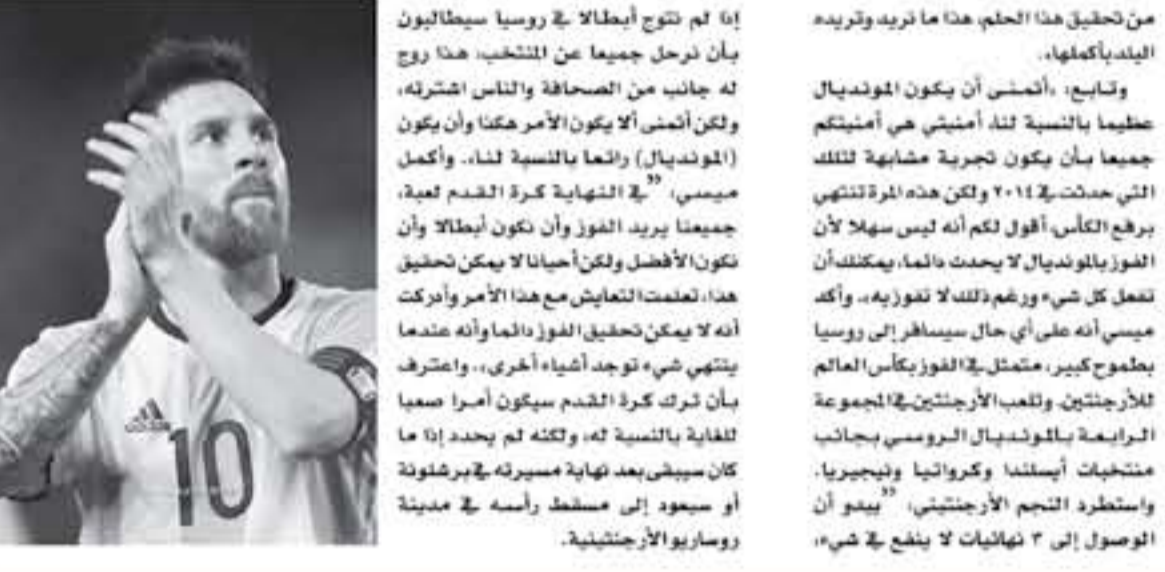 من تحقيق هذا الحلم، هذا ما نريد وتريده
البلد بأكملها».
وتابع: «أتمنى أن يكون المونديال
عظيما بالنسبة لنا، أمنيتي هي أمنيتكم
جميعا بأن يكون تجربة مشابهة لتلك
التي حدثت في ٢٠١٤ ولكن هذه المرة تنتهي
برفع الكأس، أقول لكم أنه ليس سهلا لأن
الفوز بالمونديال لا يحدث دائما، يمكنك أن
تفعل كل شيء ورغم ذلك لا تفوز به». وأكد
ميسي أنه على أي حال سيسافر إلى روسيا
بطموح كبير، متمثل في الفوز بكأس العالم
للأرجنتين. وتلعب الأرجنتين في المجموعة
الرابعة بالمونديال الروسي بجانب
منتخبات أيسلندا وكرواتيا ونيجيريا.
واستطرد النجم الأرجنتيني: ”يبدو أن
الوصول إلى ٣ نهائيات لا ينفع في شيء،
إذا لم نتوج أبطالا في روسيا سيطالبون
بأن نرحل جميعا عن المنتخب، هذا روج
له جانب من الصحافة والناس اشترته،
ولكن أتمنى ألا يكون الأمر هكذا وأن يكون
(المونديال) رائعا بالنسبة لنا». وأكمل
ميسي: ”في النهاية كرة القدم لعبة،
جميعنا يريد الفوز وأن نكون أبطالا وأن
نكون الأفضل ولكن أحيانا لا يمكن تحقيق
هذا، تعلمت التعايش مع هذا الأمر وأدركت
أنه لا يمكن تحقيق الفوز دائما وأنه عندما
ينتهي شيء توجد أشياء أخرى». واعترف
بأن ترك كرة القدم سيكون أمرا صعبا
للغاية بالنسبة له، ولكنه لم يحدد إذا ما
كان سيبقى بعد نهاية مسيرته في برشلونة
أو سيعود إلى مسقط رأسه في مدينة
روساريو الأرجنتينية.
adidas
10